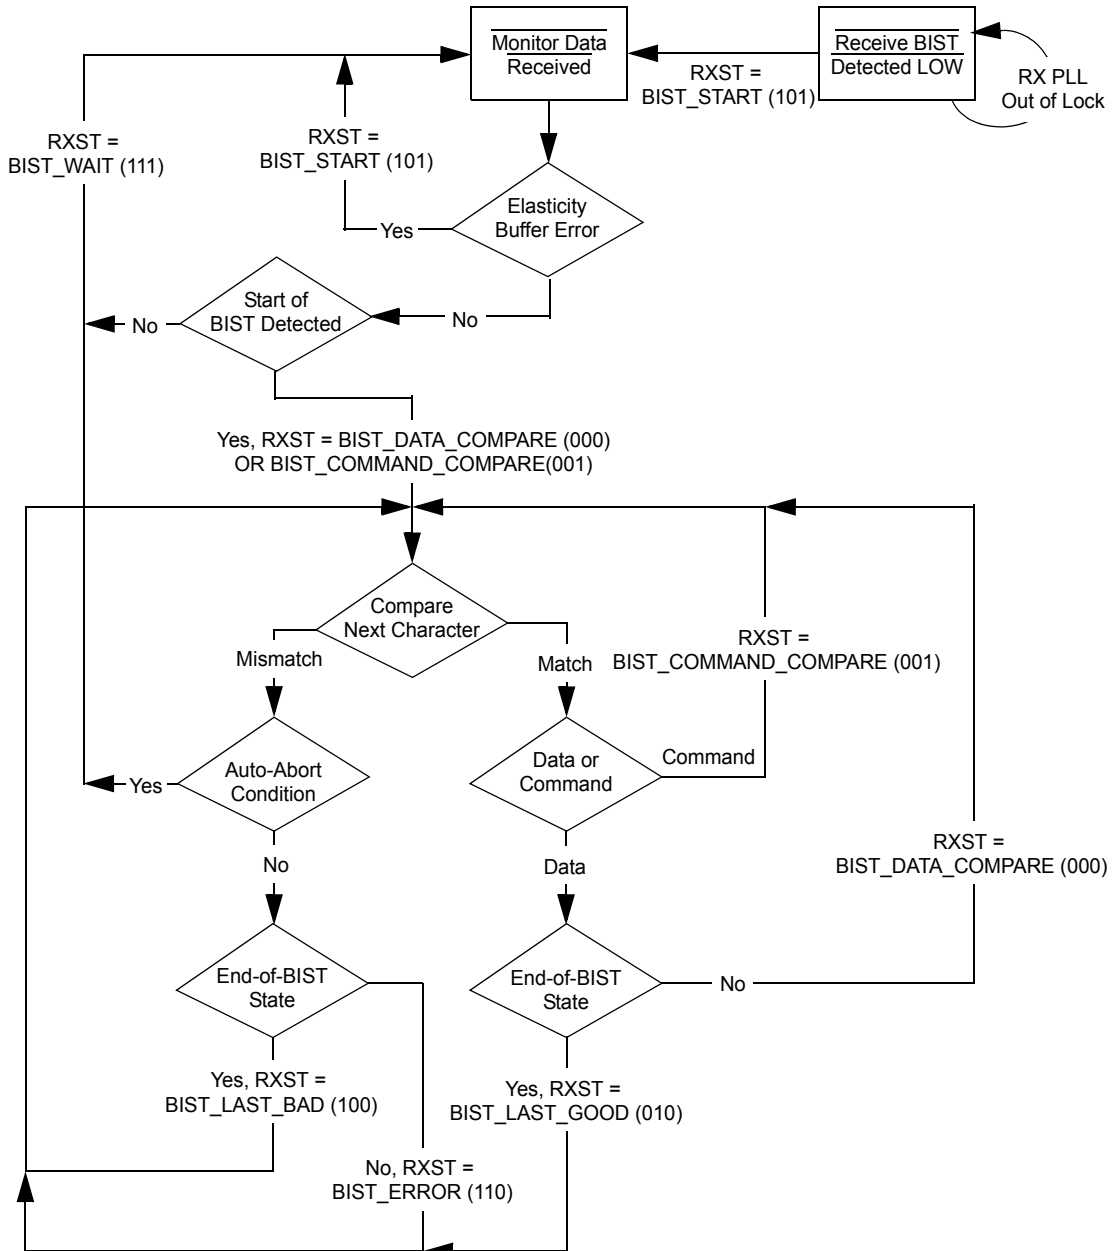 Monitor Data
Received
Receive BIST
Detected LOW
RX PLL
Out of Lock
RXST =
BIST_START (101)
RXST =
BIST_WAIT (111)
RXST =
BIST_START (101)
Elasticity
Buffer Error
Yes
Start of
BIST Detected
No
No
Yes, RXST = BIST_DATA_COMPARE (000)
OR BIST_COMMAND_COMPARE(001)
Compare
Next Character
Mismatch
Match
RXST =
BIST_COMMAND_COMPARE (001)
Auto-Abort
Condition
Yes
Data or
Command
Command
No
Data
RXST =
BIST_DATA_COMPARE (000)
End-of-BIST
State
End-of-BIST
State
No
Yes, RXST =
BIST_LAST_BAD (100)
Yes, RXST =
BIST_LAST_GOOD (010)
No, RXST =
BIST_ERROR (110)